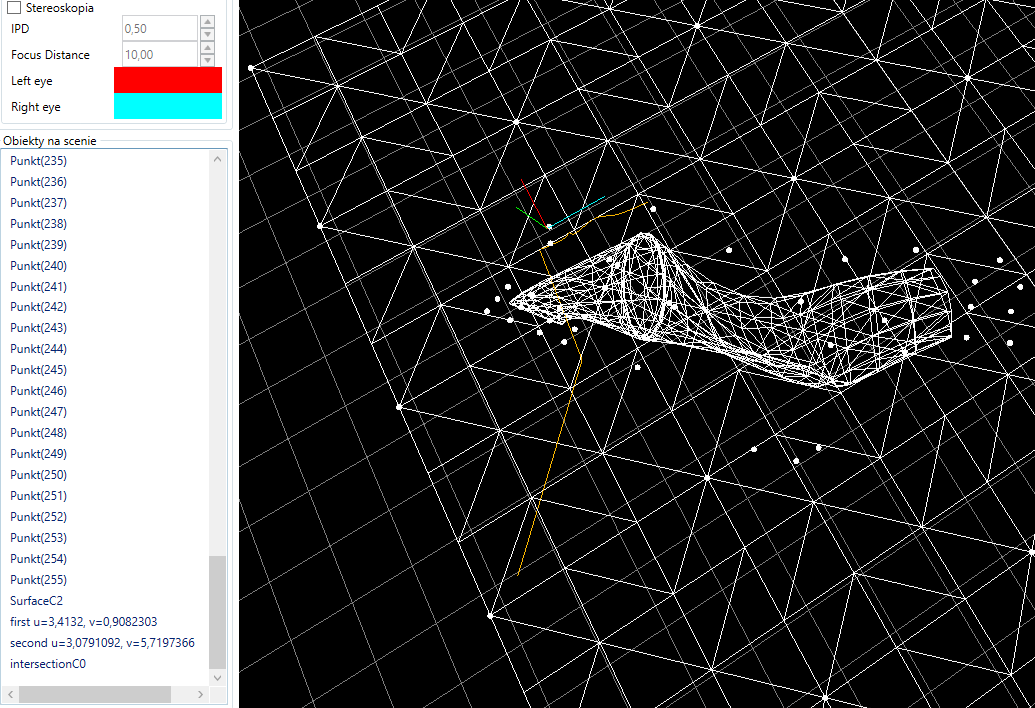 Stereoskopia
IPD 0,50
Focus Distance 10,00
Left eye
Right eye
Obiekty na scenie
Punkt(235)
Punkt(236)
Punkt(237)
Punkt(238)
Punkt(239)
Punkt(240)
Punkt(241)
Punkt(242)
Punkt(243)
Punkt(244)
Punkt(245)
Punkt(246)
Punkt(247)
Punkt(248)
Punkt(249)
Punkt(250)
Punkt(251)
Punkt(252)
Punkt(253)
Punkt(254)
Punkt(255)
SurfaceC2
first u=3,4132, v=0,9082303
second u=3,0791092, v=5,7197366
intersectionC0